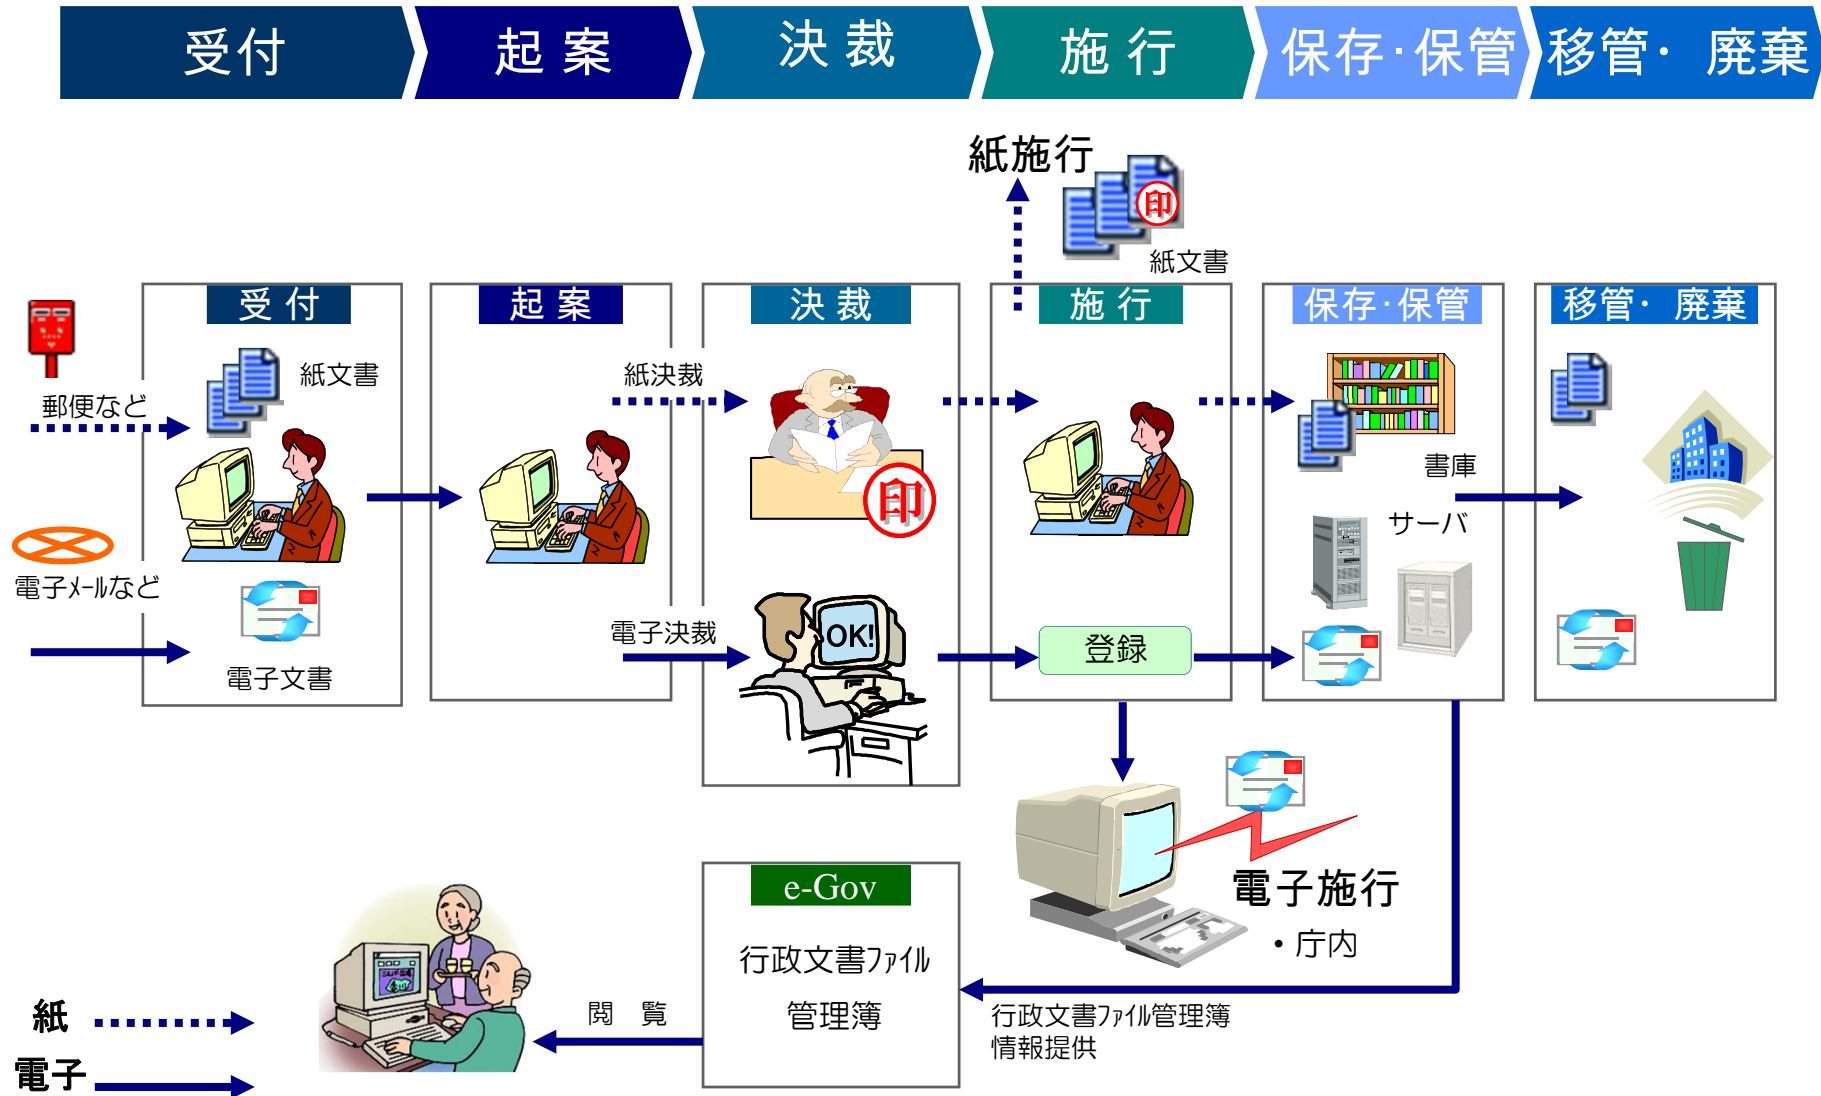 受付
起 案
決 裁
施 行
保存・保管
移管・ 廃棄
紙施行
印
紙文書
受 付
起 案
決 裁
施 行
保存・保管
移管・ 廃棄
紙文書
紙決裁
郵便など
書庫
印
サーバ
電子メールなど
電子決裁
OK!
登録
電子文書
e-Gov
電子施行
・庁内
行政文書ファイル
管理簿
閲 覧
行政文書ファイル管理簿
情報提供
紙
電子